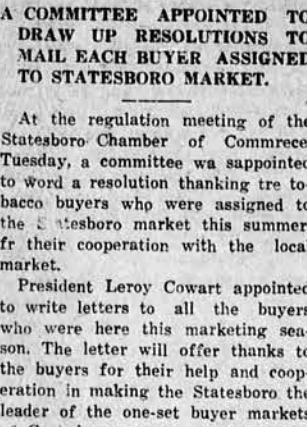 A COMMITTEE APPOINTED TO
DRAW UP RESOLUTIONS TO
MAIL EACH BUYER ASSIGNED
TO STATESBORO MARKET.
At the regulation meeting of the
Statesboro Chamber of Commrece
Tuesday, a committee wa sappointed
to word a resolution thanking tre to-
bacco buyers who were assigned to
the market this summer
fr their cooperation with the local
market.
President Leroy Cowart appointed
to write letters to all the buyers
who were here this marketing sea-
son. The letter will offer thanks to
the buyers for their help and coop-
eration in making the Statesboro the
leader of the one-set buyer markets